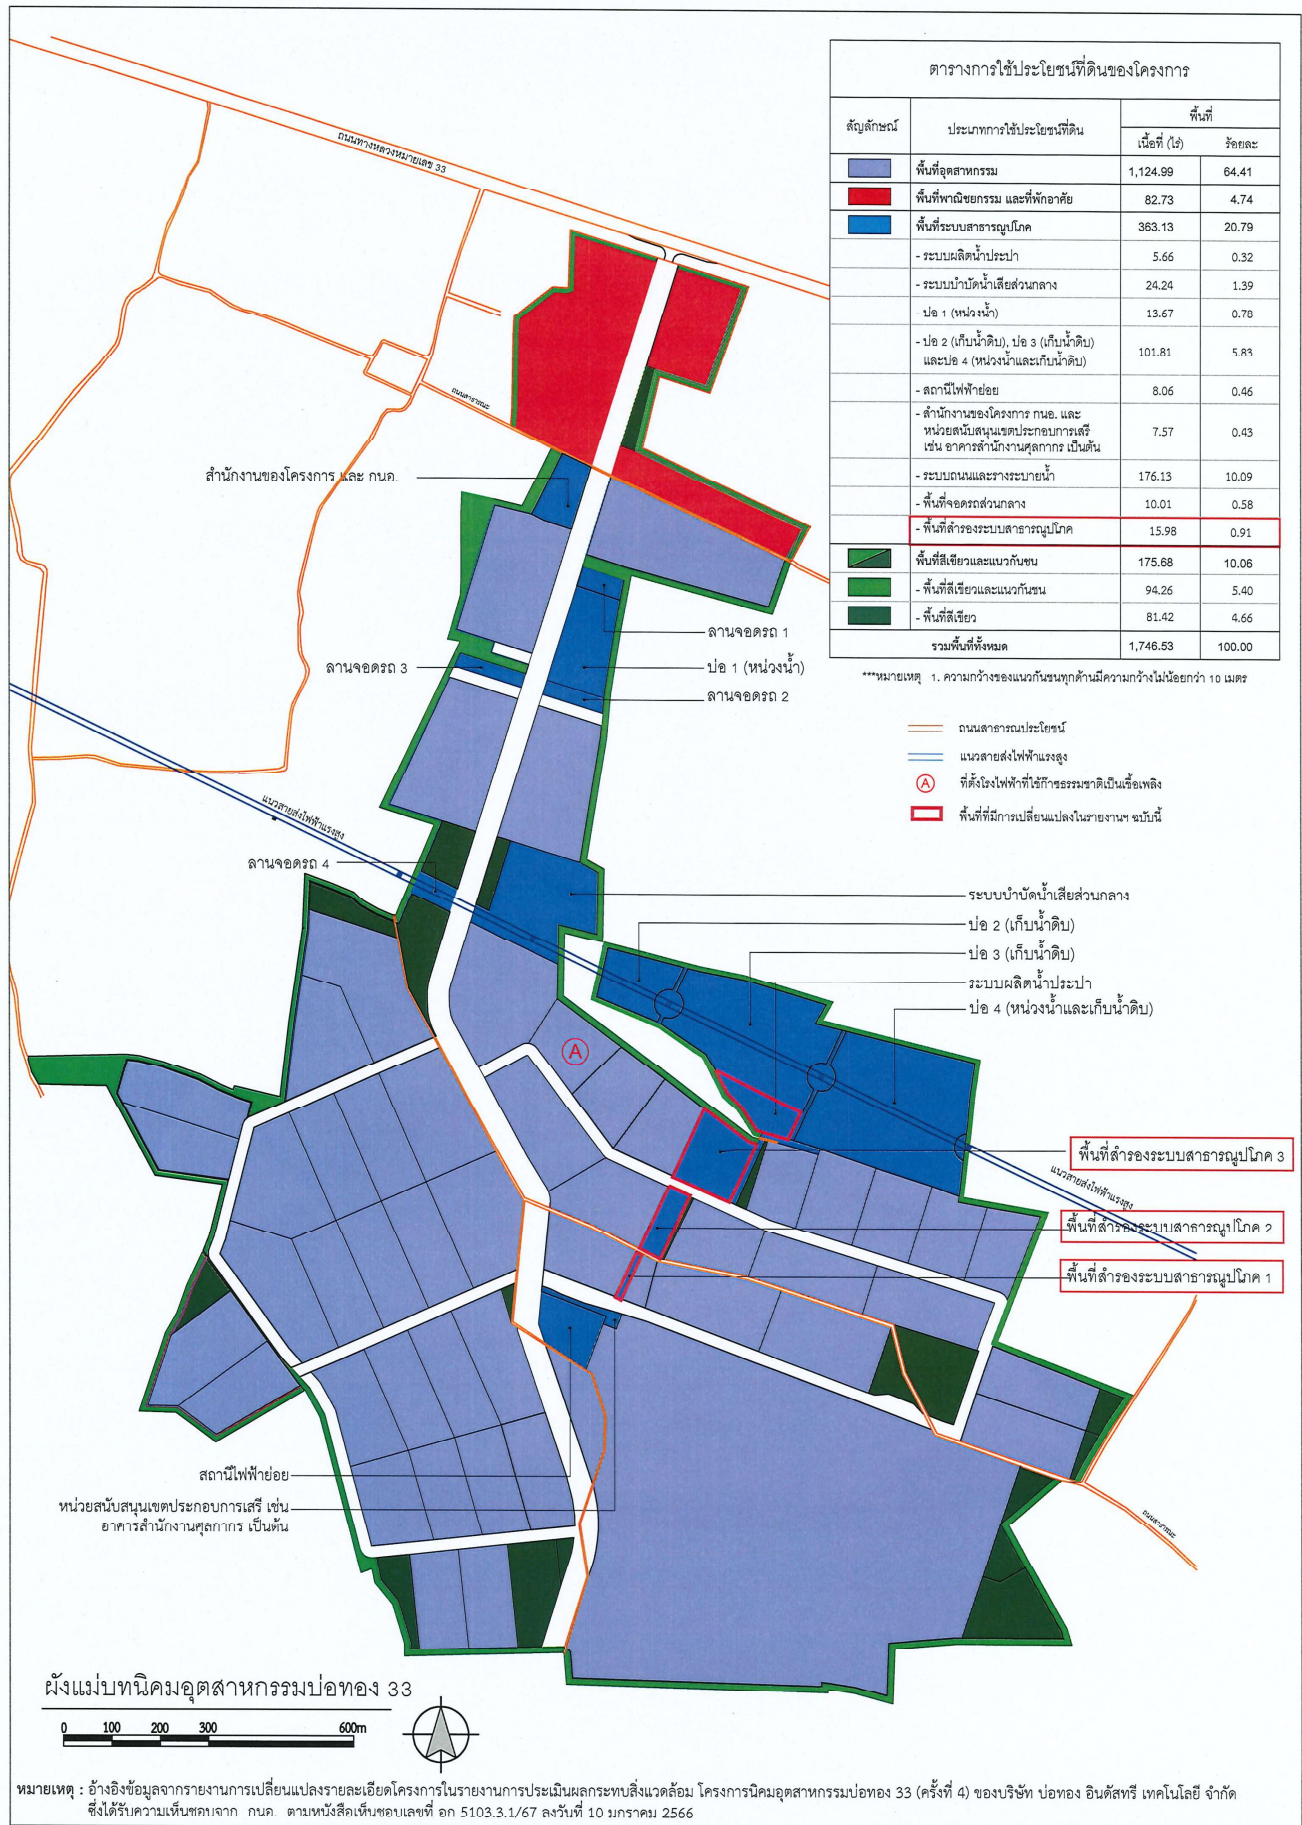 ตารางการใช้ประโยชน์ที่ดินของโครงการ
สัญลักษณ์ ประเภทการใช้ประโยชน์ที่ดิน พื้นที่
เนื้อที่ (ไร่) ร้อยละ
พื้นที่อุตสาหกรรม 1,124.99 64.41
พื้นที่พาณิชยกรรม และที่พักอาศัย 82.73 4.74
พื้นที่ระบบสาธารณูปโภค 363.13 20.79
- ระบบผลิตน้ำประปา 5.66 0.32
- ระบบบำบัดน้ำเสียส่วนกลาง 24.24 1.39
- บ่อ 1 (หน่วงน้ำ) 13.67 0.78
- บ่อ 2 (เก็บน้ำดิบ), บ่อ 3 (เก็บน้ำดิบ)
และบ่อ 4 (หน่วงน้ำและเก็บน้ำดิบ) 101.81 5.83
- สถานีไฟฟ้าย่อย 8.06 0.46
- สำนักงานของโครงการ กนอ. และ
หน่วยสนับสนุนเขตประกอบการเสรี 7.57 0.43
เช่น อาคารสำนักงานศุลกากร เป็นต้น
- ระบบถนนและรางระบายน้ำ 176.13 10.09
- พื้นที่จอดรถส่วนกลาง 10.01 0.58
- พื้นที่สำรองระบบสาธารณูปโภค 15.98 0.91
พื้นที่สีเขียวและแนวกันชน 175.68 10.06
- พื้นที่สีเขียวและแนวกันชน 94.26 5.40
- พื้นที่สีเขียว 81.42 4.66
รวมพื้นที่ทั้งหมด 1,746.53 100.00
***หมายเหตุ 1. ความกว้างของแนวกันชนทุกด้านมีความกว้างไม่น้อยกว่า 10 เมตร
ถนนสาธารณประโยชน์
แนวสายส่งไฟฟ้าแรงสูง
A ที่ตั้งโรงไฟฟ้าที่ใช้ก๊าซธรรมชาติเป็นเชื้อเพลิง
พื้นที่ที่มีการเปลี่ยนแปลงในรายงานฯ ฉบับนี้
ถนนทางหลวงหมายเลข 33
ถนนสาธารณะ
สำนักงานของโครงการ และ กนอ.
ลานจอดรถ 1
ลานจอดรถ 3
บ่อ 1 (หน่วงน้ำ)
ลานจอดรถ 2
แนวสายส่งไฟฟ้าแรงสูง
ลานจอดรถ 4
ระบบบำบัดน้ำเสียส่วนกลาง
บ่อ 2 (เก็บน้ำดิบ)
บ่อ 3 (เก็บน้ำดิบ)
ระบบผลิตน้ำประปา
บ่อ 4 (หน่วงน้ำและเก็บน้ำดิบ)
A
พื้นที่สำรองระบบสาธารณูปโภค 3
แนวสายส่งไฟฟ้าแรงสูง
พื้นที่สำรองระบบสาธารณูปโภค 2
พื้นที่สำรองระบบสาธารณูปโภค 1
สถานีไฟฟ้าย่อย
หน่วยสนับสนุนเขตประกอบการเสรี เช่น
อาคารสำนักงานศุลกากร เป็นต้น
ถนนสาธารณะ
ผังแม่บทนิคมอุตสาหกรรมบ่อทอง 33
0 100 200 300 600m
หมายเหตุ : อ้างอิงข้อมูลจากรายงานการเปลี่ยนแปลงรายละเอียดโครงการในรายงานการประเมินผลกระทบสิ่งแวดล้อม โครงการนิคมอุตสาหกรรมบ่อทอง 33 (ครั้งที่ 4) ของบริษัท บ่อทอง อินดัสทรี เทคโนโลยี จำกัด
ซึ่งได้รับความเห็นชอบจาก กนอ. ตามหนังสือเห็นชอบเลขที่ อก 5103.3.1/67 ลงวันที่ 10 มกราคม 2566